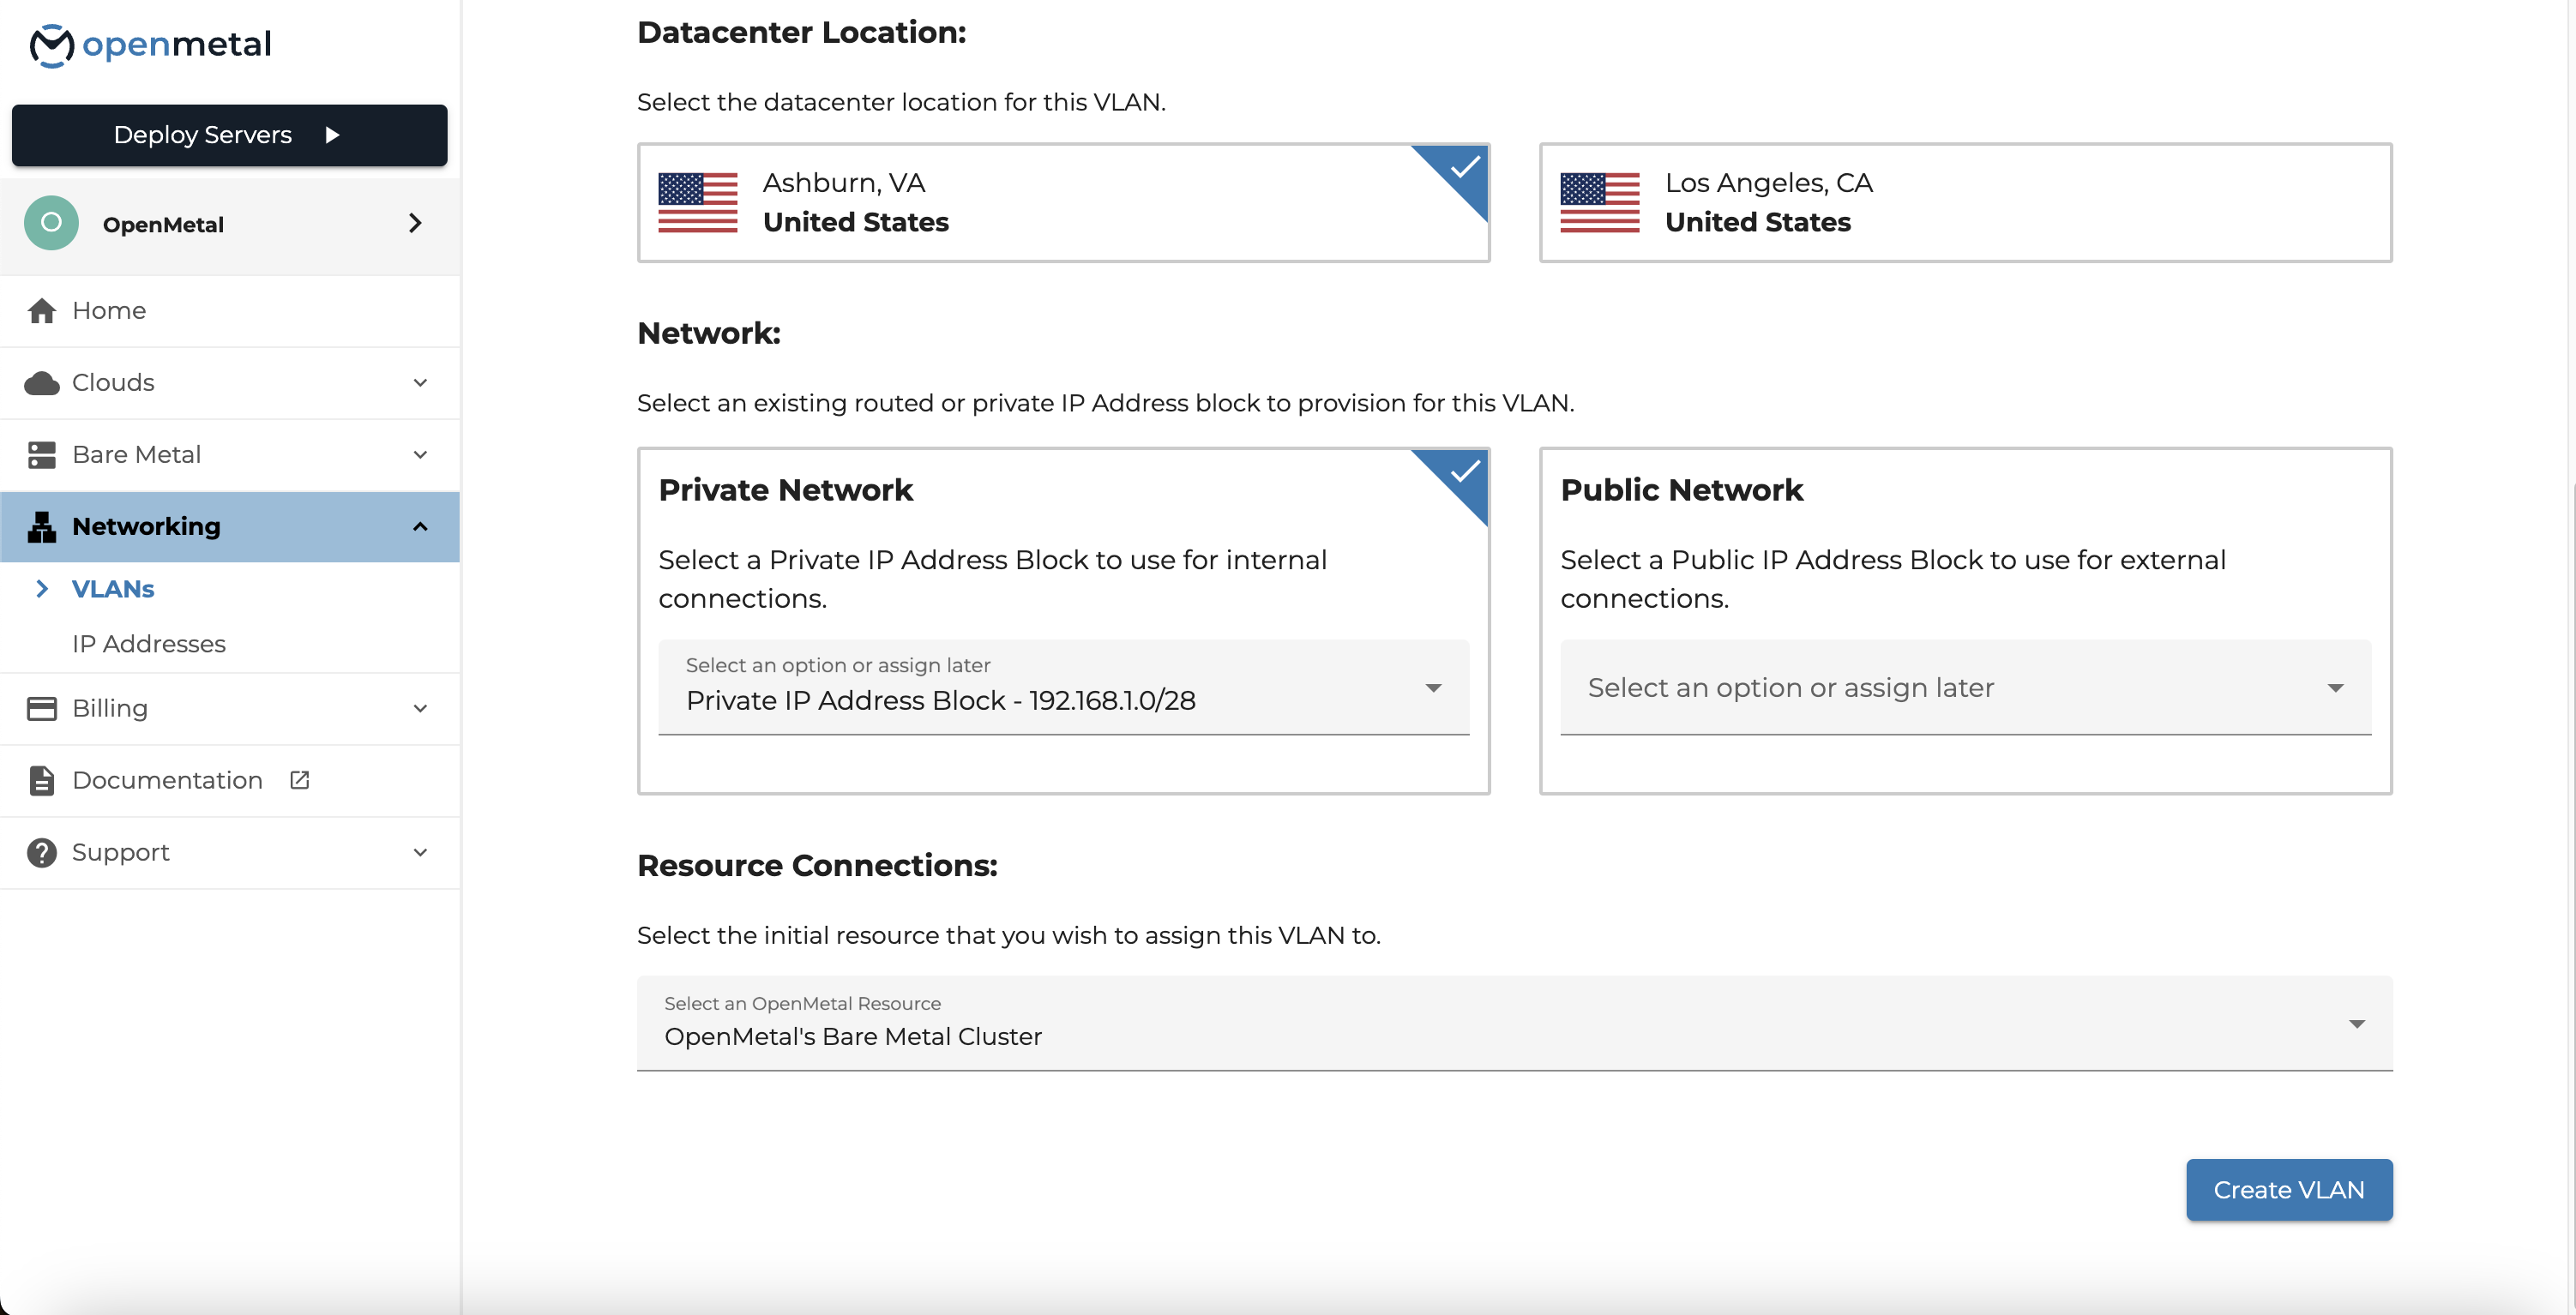 openmetal
Deploy Servers
O
OpenMetal
Home
Clouds
Bare Metal
Networking
VLANs
IP Addresses
Billing
Documentation
Support
Datacenter Location:
Select the datacenter location for this VLAN.
Ashburn, VA
United States
Los Angeles, CA
United States
Network:
Select an existing routed or private IP Address block to provision for this VLAN.
Private Network
Select a Private IP Address Block to use for internal
connections.
Select an option or assign later
Private IP Address Block - 192.168.1.0/28
Public Network
Select a Public IP Address Block to use for external
connections.
Select an option or assign later
Resource Connections:
Select the initial resource that you wish to assign this VLAN to.
Select an OpenMetal Resource
OpenMetal's Bare Metal Cluster
Create VLAN